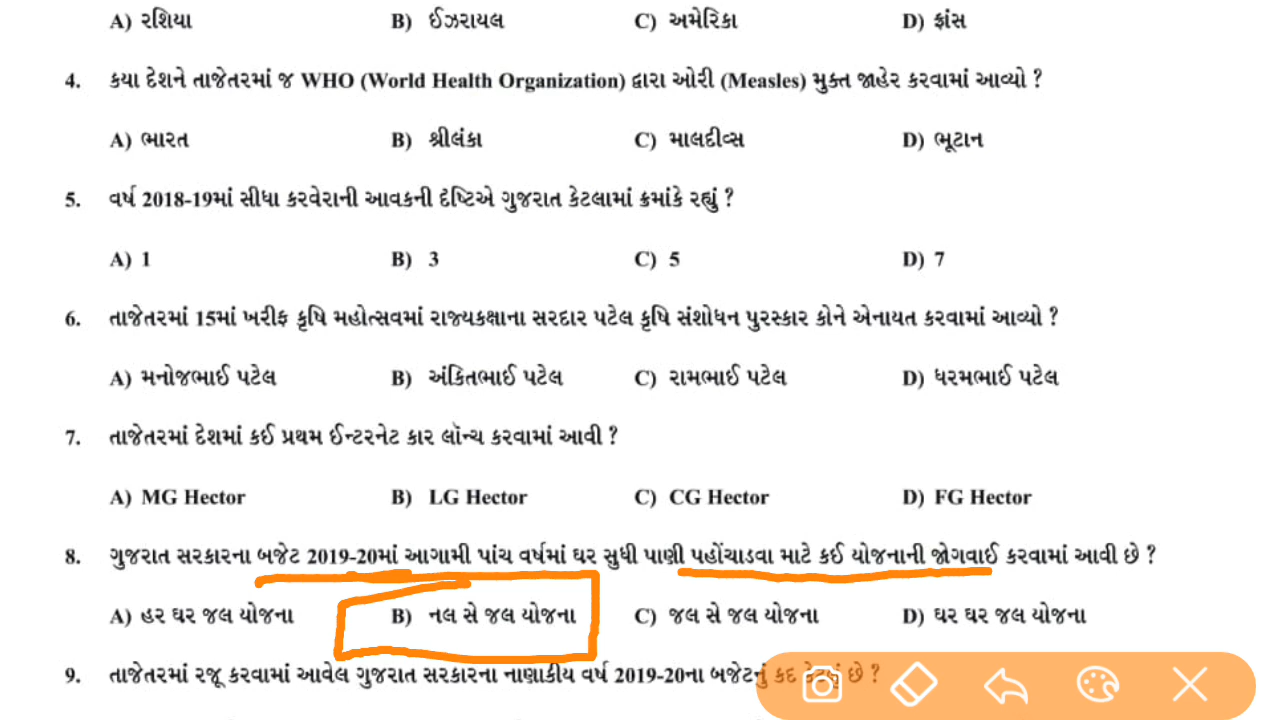 A) રશિયા B) ઈઝરાયલ C) અમેરિકા D) ફ્રાંસ
4. કયા દેશને તાજેતરમાં જ WHO (World Health Organization) દ્વારા ઓરી (Measles) મુક્ત જાહેર કરવામાં આવ્યો ?
A) ભારત B) શ્રીલંકા C) માલદીવ્સ D) ભૂટાન
5. વર્ષ 2018-19માં સીધા કરવેરાની આવકની દૃષ્ટિએ ગુજરાત કેટલામાં ક્રમાંકે રહ્યું ?
A) 1 B) 3 C) 5 D) 7
6. તાજેતરમાં 15માં ખરીફ કૃષિ મહોત્સવમાં રાજ્યકક્ષાના સરદાર પટેલ કૃષિ સંશોધન પુરસ્કાર કોને એનાયત કરવામાં આવ્યો ?
A) મનોજભાઈ પટેલ B) અંકિતભાઈ પટેલ C) રામભાઈ પટેલ D) ધરમભાઈ પટેલ
7. તાજેતરમાં દેશમાં કઈ પ્રથમ ઈન્ટરનેટ કાર લૉન્ચ કરવામાં આવી ?
A) MG Hector B) LG Hector C) CG Hector D) FG Hector
8. ગુજરાત સરકારના બજેટ 2019-20માં આગામી પાંચ વર્ષમાં ઘર સુધી પાણી પહોંચાડવા માટે કઈ યોજનાની જોગવાઈ કરવામાં આવી છે ?
A) હર ઘર જલ યોજના B) નલ સે જલ યોજના C) જલ સે જલ યોજના D) ઘર ઘર જલ યોજના
9. તાજેતરમાં રજૂ કરવામાં આવેલ ગુજરાત સરકારના નાણાકીય વર્ષ 2019-20ના બજેટનું કદ કેટલું છે ?